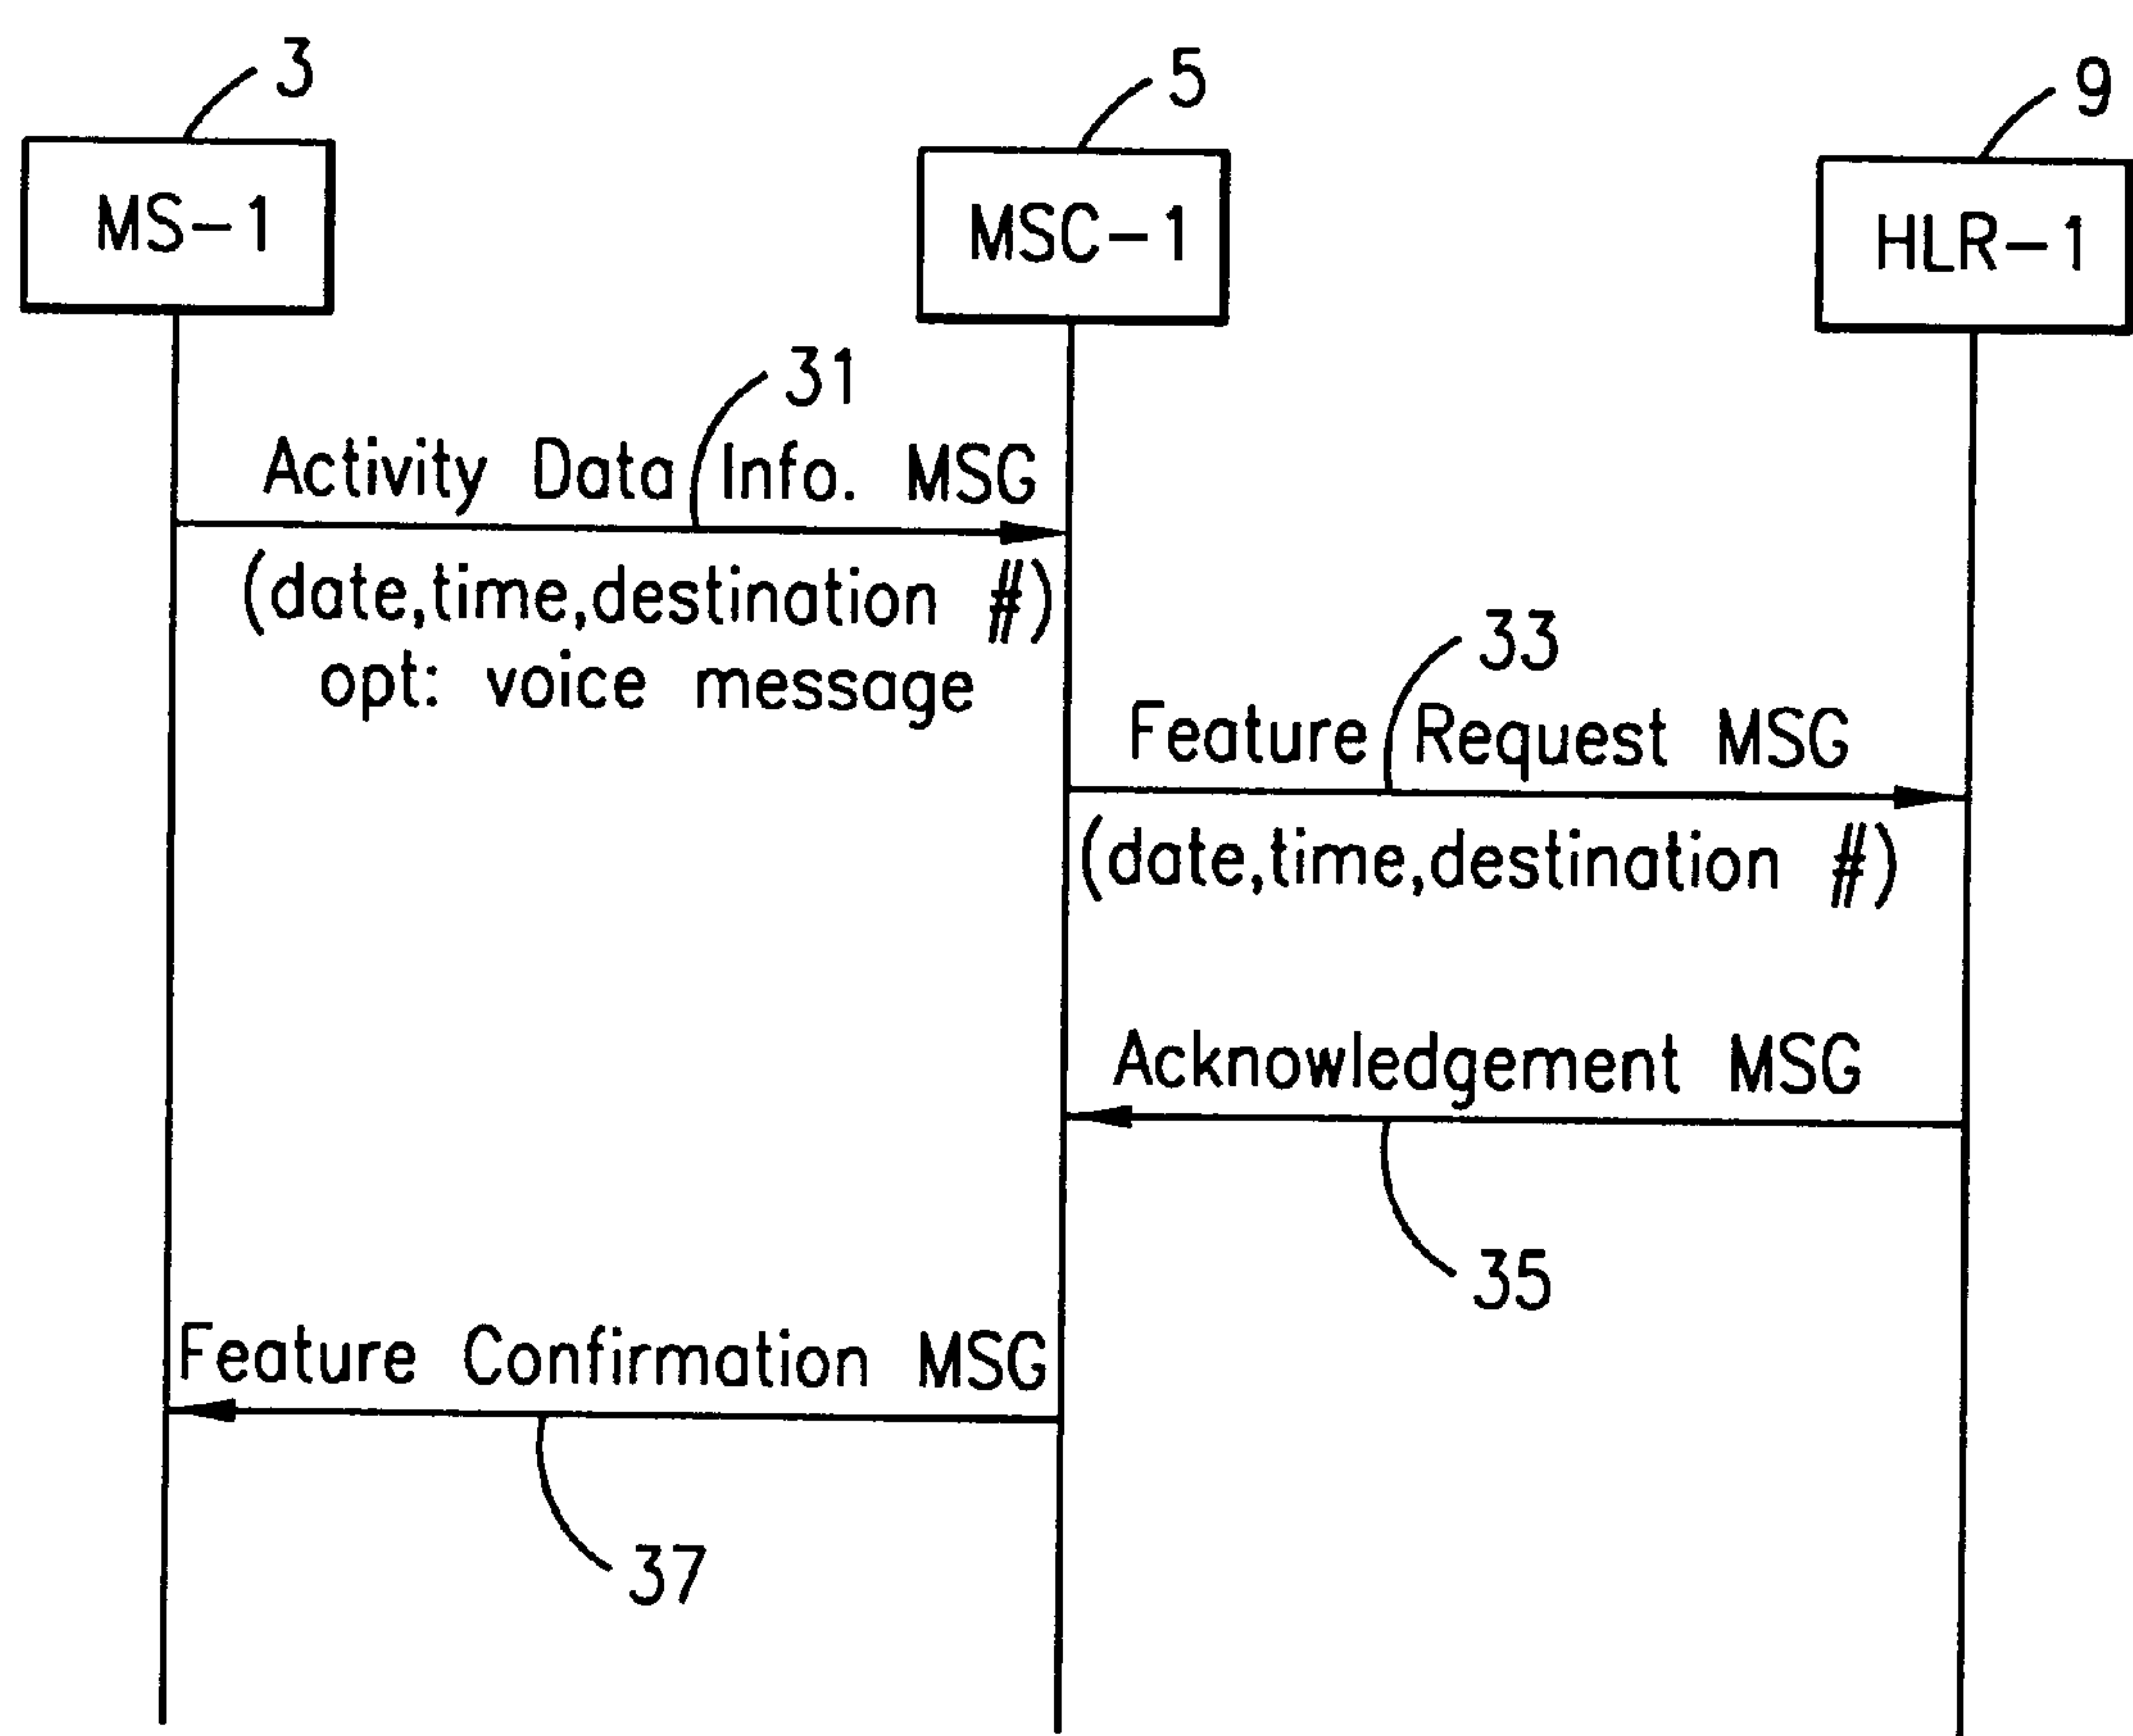 3
5
9
MS-1
MSC-1
HLR-1
31
Activity Data Info. MSG
(date,time,destination #)
opt: voice message
33
Feature Request MSG
(date,time,destination #)
Acknowledgement MSG
35
Feature Confirmation MSG
37